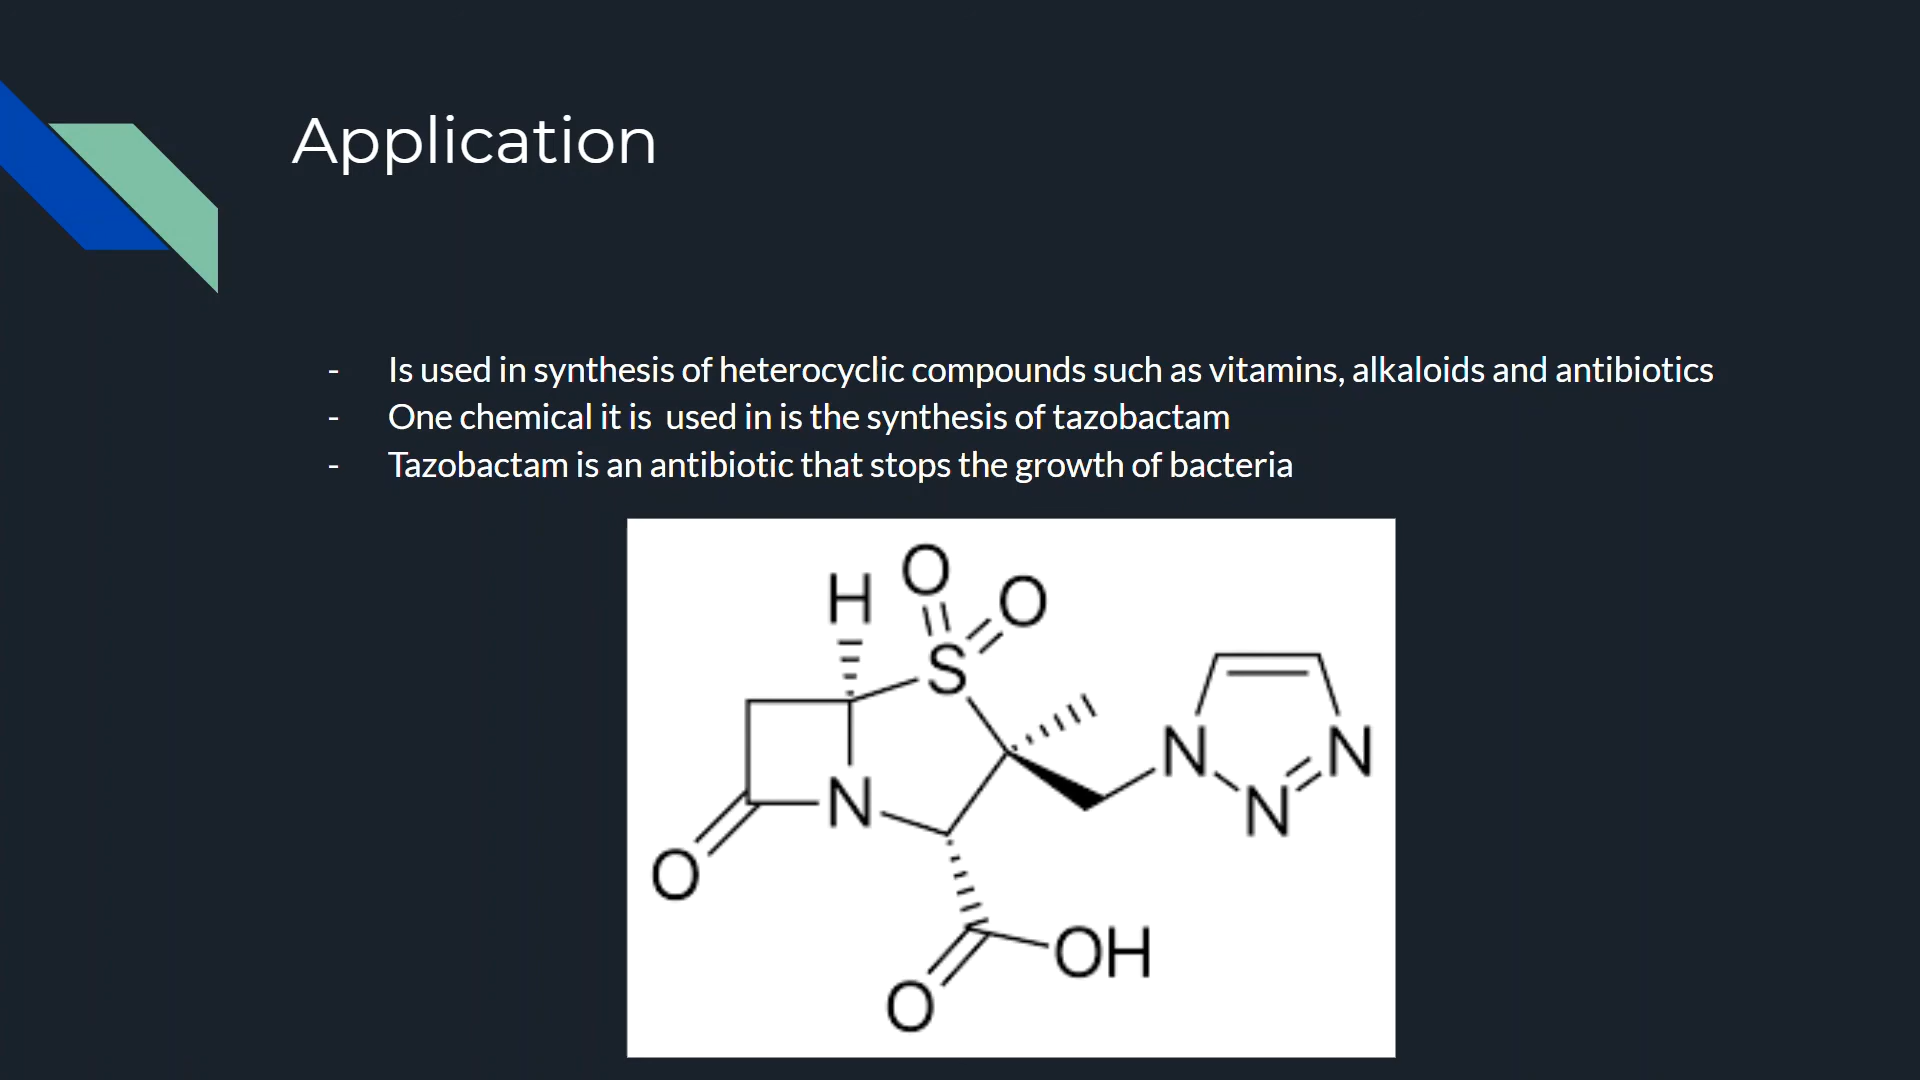 Application
- Is used in synthesis of heterocyclic compounds such as vitamins, alkaloids and antibiotics
- One chemical it is  used in is the synthesis of tazobactam
- Tazobactam is an antibiotic that stops the growth of bacteria
H O O
S
N N N
N
O
OH
O